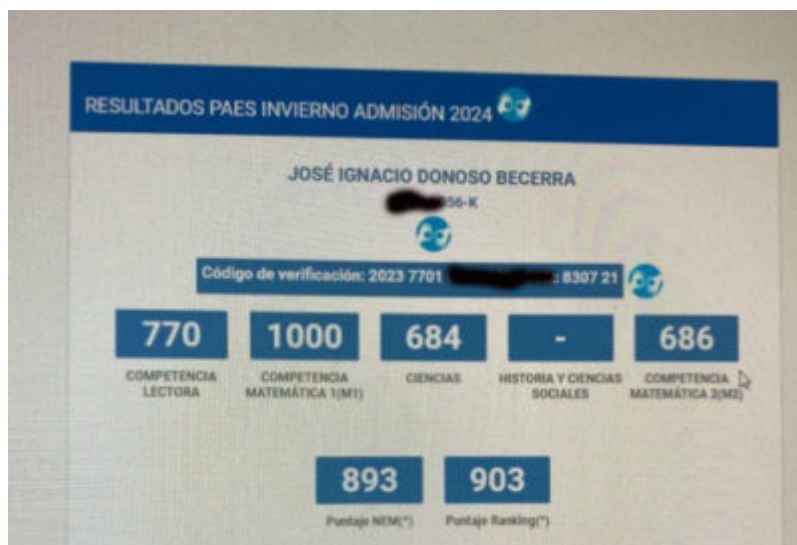 RESULTADOS PAES INVIERNO ADMISIÓN 2024
JOSÉ IGNACIO DONOSO BECERRA
56-K
Código de verificación: 2023 7701 8307 21
770 1000 684 - 686
COMPETENCIA COMPETENCIA CIENCIAS HISTORIA Y CIENCIAS COMPETENCIA
LECTORA MATEMÁTICA 1(M1) SOCIALES MATEMÁTICA 2(M2)
893 903
Puntaje NEM(*) Puntaje Ranking(*)